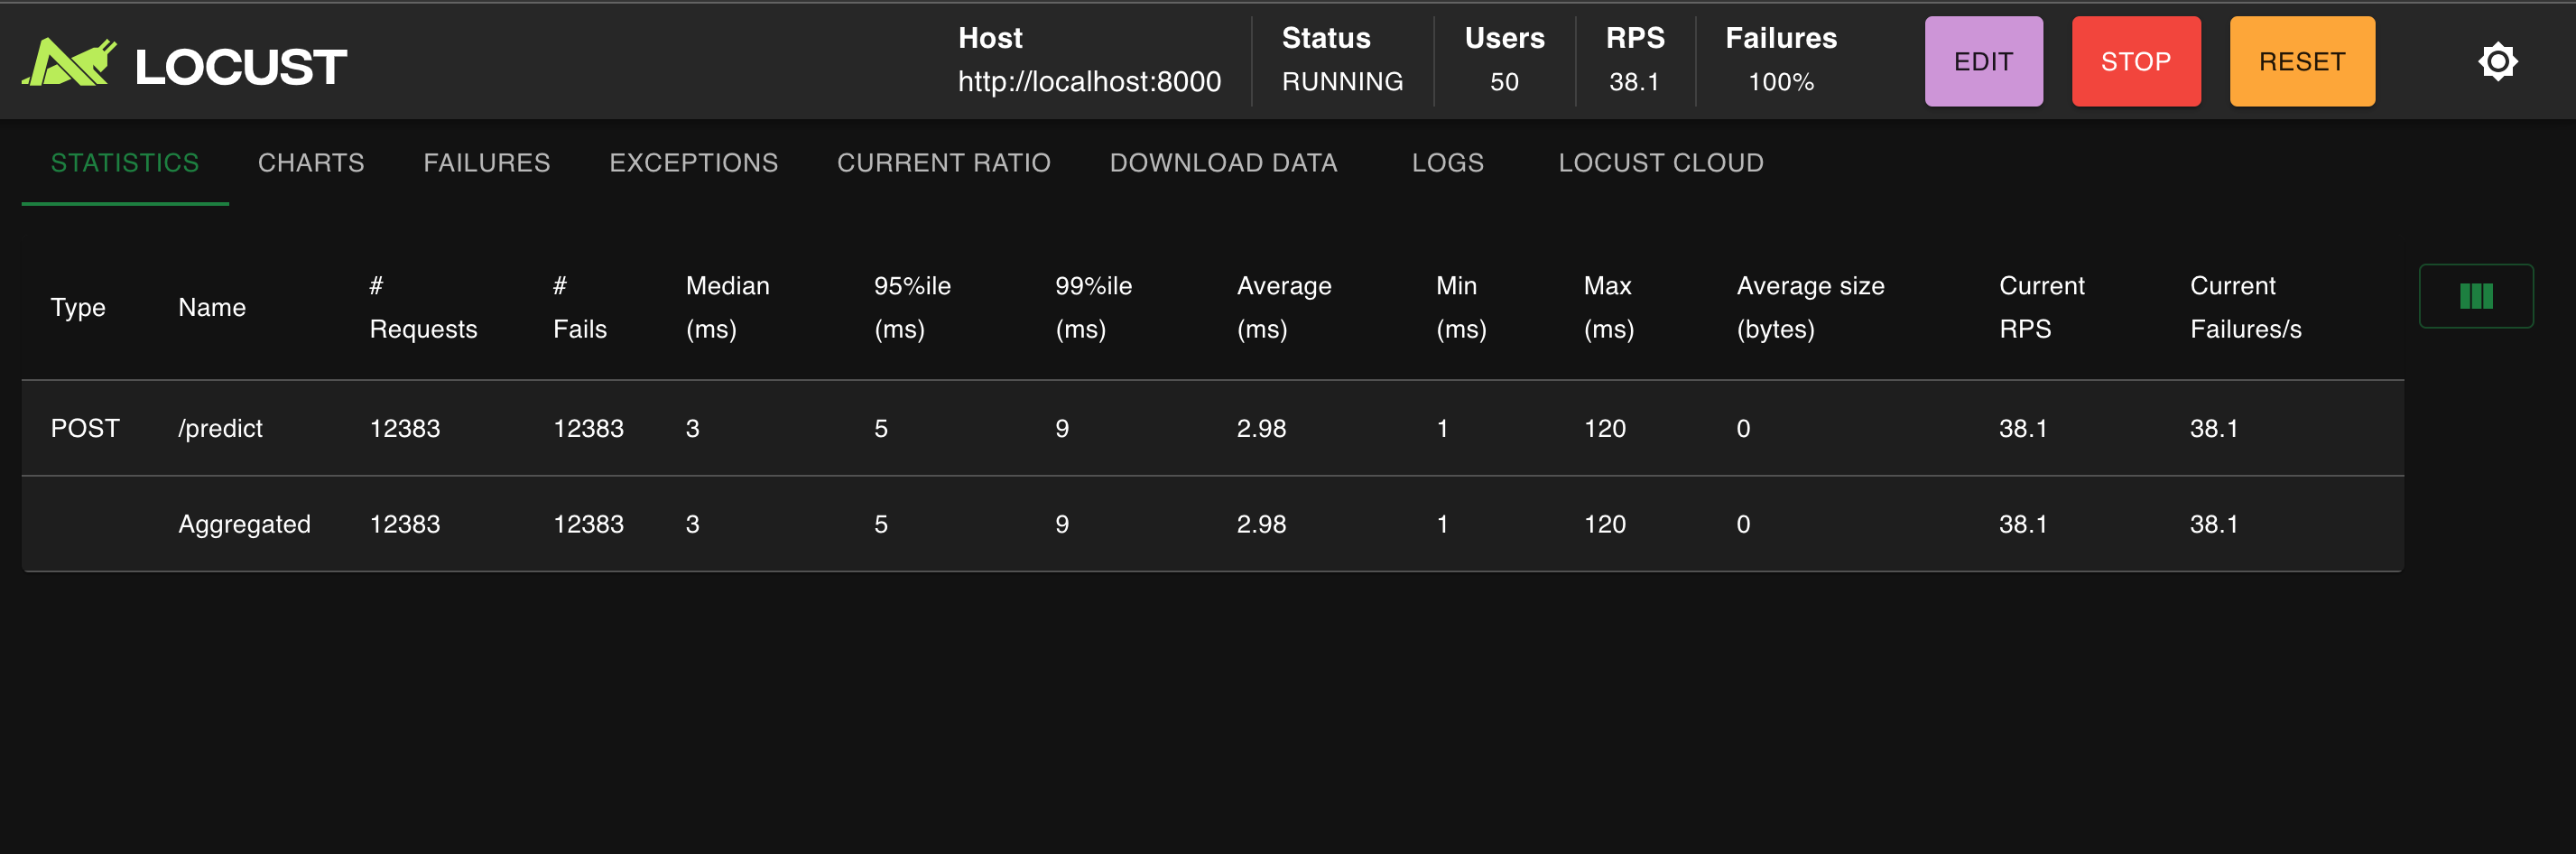 LOCUST
Host
http://localhost:8000
Status
RUNNING
Users
50
RPS
38.1
Failures
100%
EDIT
STOP
RESET
STATISTICS CHARTS FAILURES EXCEPTIONS CURRENT RATIO DOWNLOAD DATA LOGS LOCUST CLOUD
Type Name # Requests # Fails Median (ms) 95%ile (ms) 99%ile (ms) Average (ms) Min (ms) Max (ms) Average size (bytes) Current RPS Current Failures/s
POST /predict 12383 12383 3 5 9 2.98 1 120 0 38.1 38.1
Aggregated 12383 12383 3 5 9 2.98 1 120 0 38.1 38.1